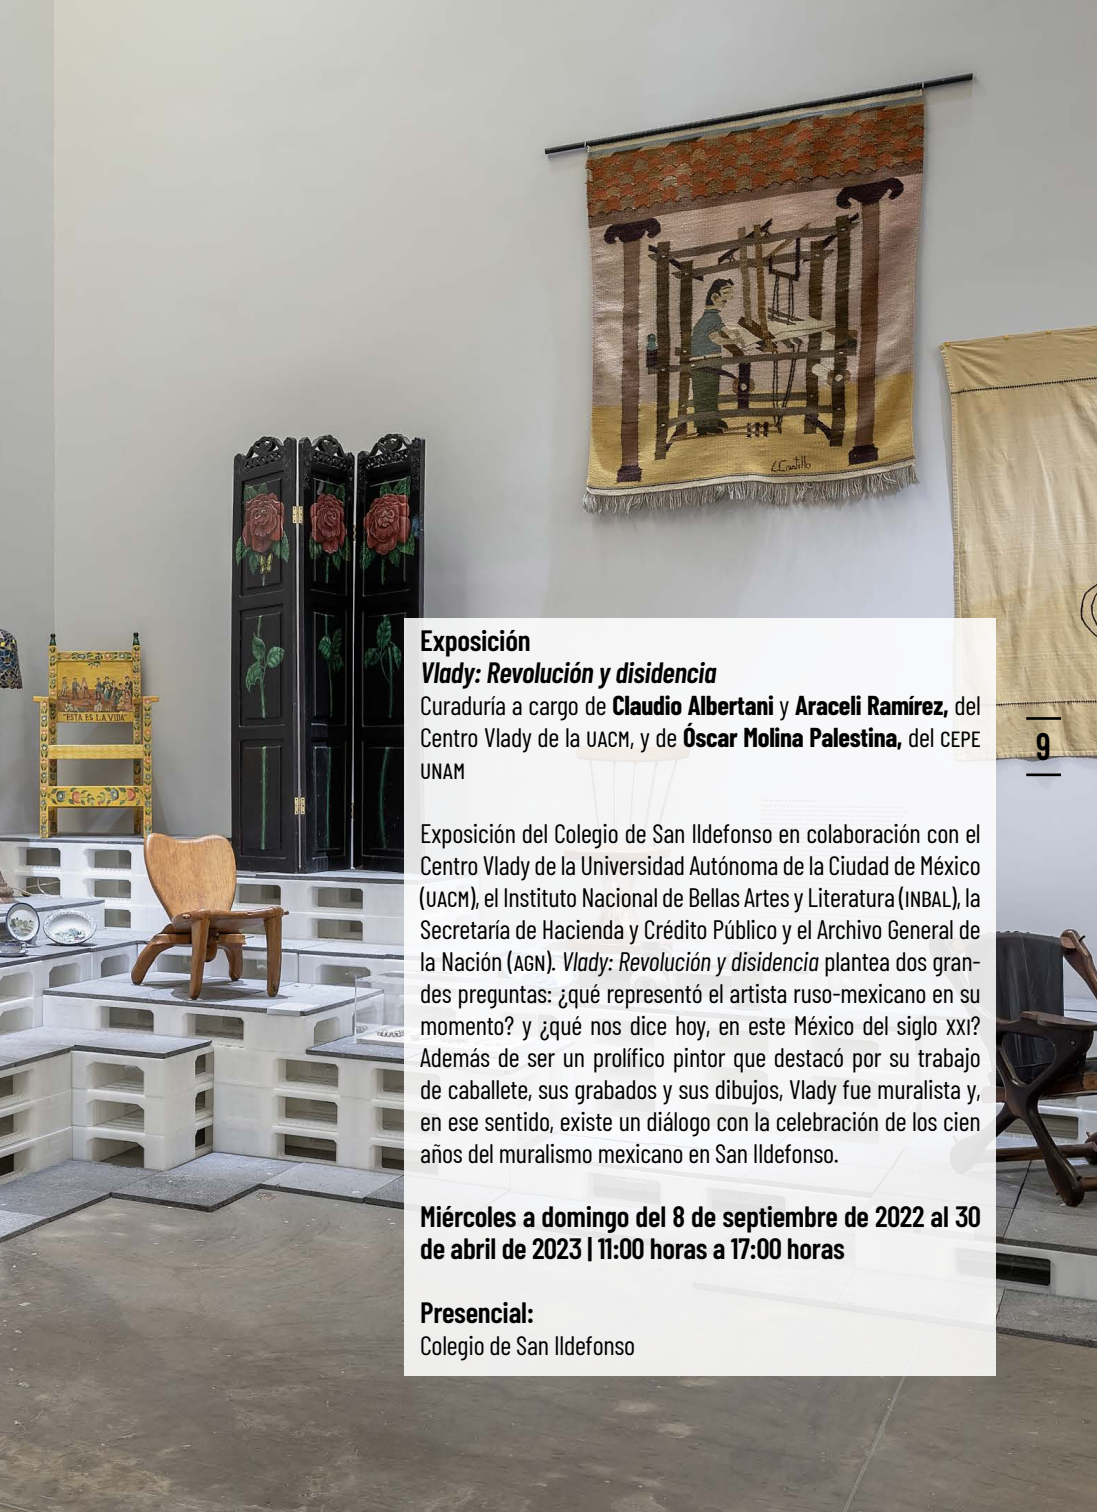 L Castillo
"ESTA ES LA VIDA"
Exposición
Vlady: Revolución y disidencia
Curaduría a cargo de Claudio Albertani y Araceli Ramírez, del
Centro Vlady de la UACM, y de Óscar Molina Palestina, del CEPE
UNAM
9
Exposición del Colegio de San Ildefonso en colaboración con el
Centro Vlady de la Universidad Autónoma de la Ciudad de México
(UACM), el Instituto Nacional de Bellas Artes y Literatura (INBAL), la
Secretaría de Hacienda y Crédito Público y el Archivo General de
la Nación (AGN). Vlady: Revolución y disidencia plantea dos gran-
des preguntas: ¿qué representó el artista ruso-mexicano en su
momento? y ¿qué nos dice hoy, en este México del siglo XXI?
Además de ser un prolífico pintor que destacó por su trabajo
de caballete, sus grabados y sus dibujos, Vlady fue muralista y,
en ese sentido, existe un diálogo con la celebración de los cien
años del muralismo mexicano en San Ildefonso.
Miércoles a domingo del 8 de septiembre de 2022 al 30
de abril de 2023 | 11:00 horas a 17:00 horas
Presencial:
Colegio de San Ildefonso